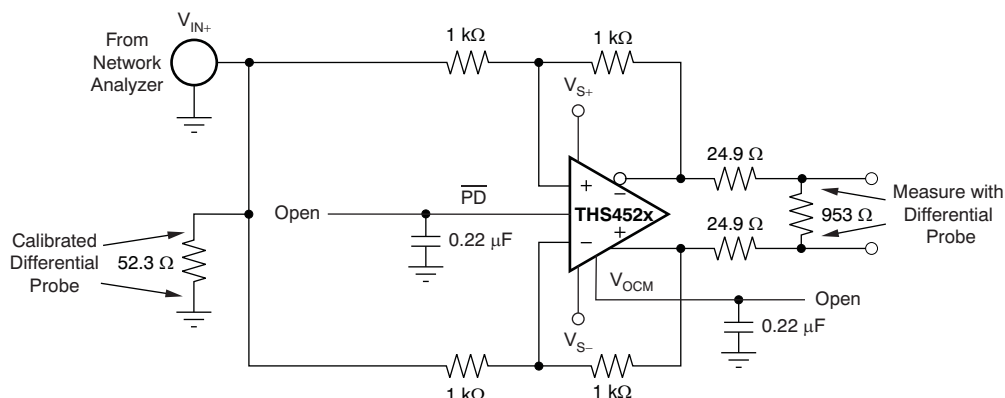 V_IN+
From
Network
Analyzer
1 kΩ
1 kΩ
V_S+
24.9 Ω
PD
Open
+
−
THS452x
−
+
0.22 μF
24.9 Ω
953 Ω
Measure with
Differential
Probe
Calibrated
Differential
Probe
52.3 Ω
V_OCM
Open
0.22 μF
V_S−
1 kΩ
1 kΩ